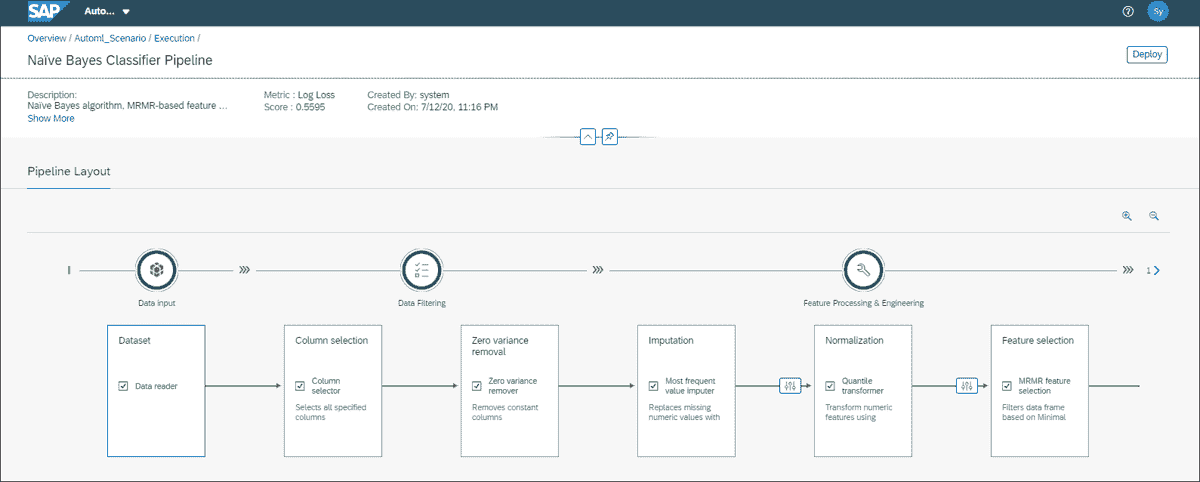 SAP Auto... Sy
Overview / Automl_Scenario / Execution /
Naïve Bayes Classifier Pipeline
Deploy
Description:
Naïve Bayes algorithm, MRMR-based feature ...
Show More
Metric : Log Loss
Score : 0.5595
Created By: system
Created On: 7/12/20, 11:16 PM
Pipeline Layout
1
Data input
Data Filtering
Feature Processing & Engineering
Dataset
Data reader
Column selection
Column
selector
Selects all specified
columns
Zero variance
removal
Zero variance
remover
Removes constant
columns
Imputation
Most frequent
value imputer
Replaces missing
numeric values with
Normalization
Quantile
transformer
Transform numeric
features using
Feature selection
MRMR feature
selection
Filters data frame
based on Minimal